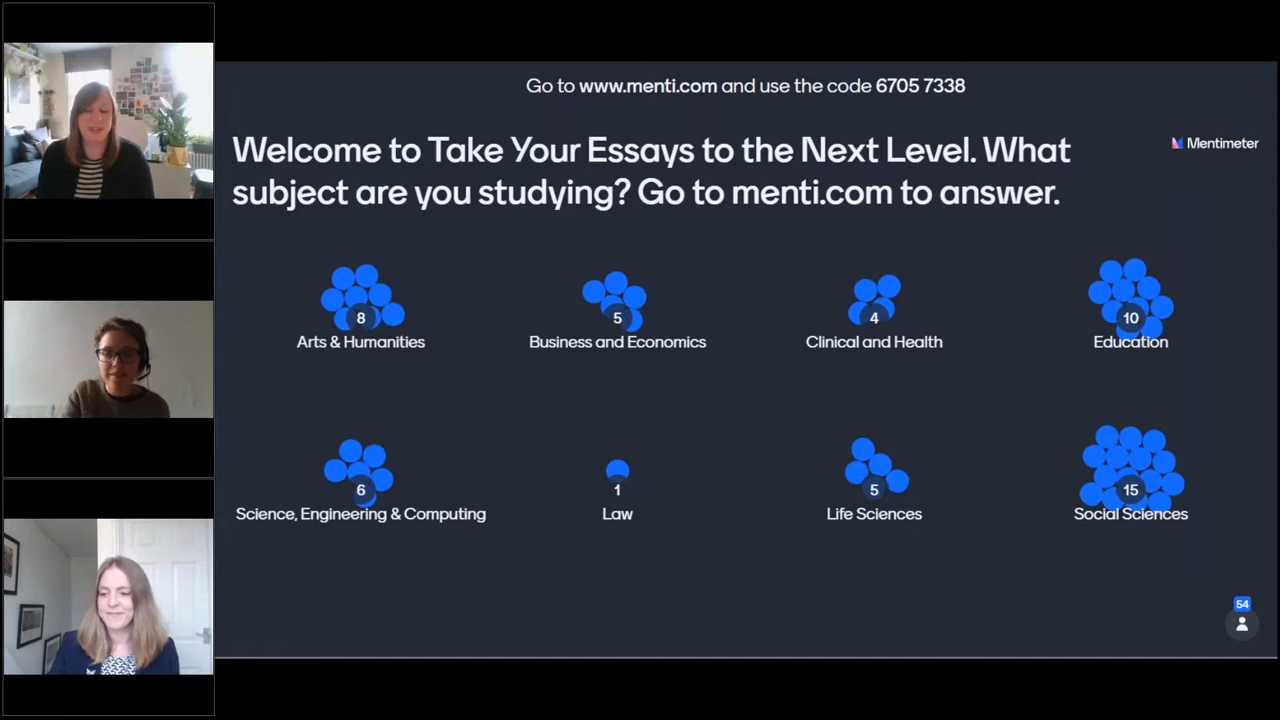 Go to www.menti.com and use the code 6705 7338
Welcome to Take Your Essays to the Next Level. What
subject are you studying? Go to menti.com to answer.
Mentimeter
8
Arts & Humanities
5
Business and Economics
4
Clinical and Health
10
Education
6
Science, Engineering & Computing
1
Law
5
Life Sciences
15
Social Sciences
54